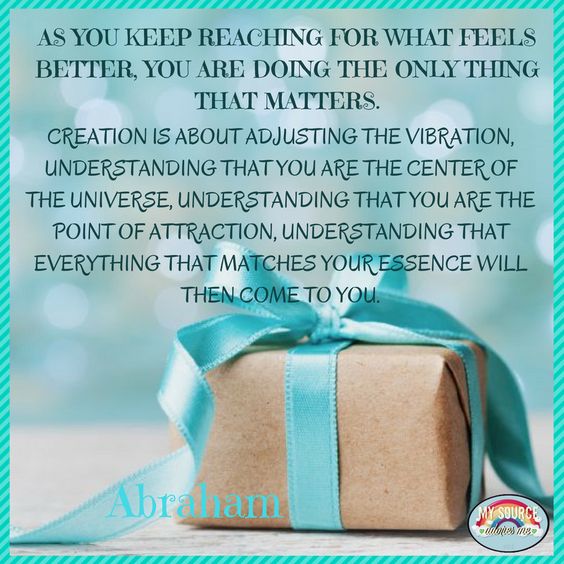 AS YOU KEEP REACHING FOR WHAT FEELS
BETTER, YOU ARE DOING THE ONLY THING
THAT MATTERS.
CREATION IS ABOUT ADJUSTING THE VIBRATION,
UNDERSTANDING THAT YOU ARE THE CENTER OF
THE UNIVERSE, UNDERSTANDING THAT YOU ARE THE
POINT OF ATTRACTION, UNDERSTANDING THAT
EVERYTHING THAT MATCHES YOUR ESSENCE WILL
THEN COME TO YOU.
Abraham
MY SOURCE
adores me